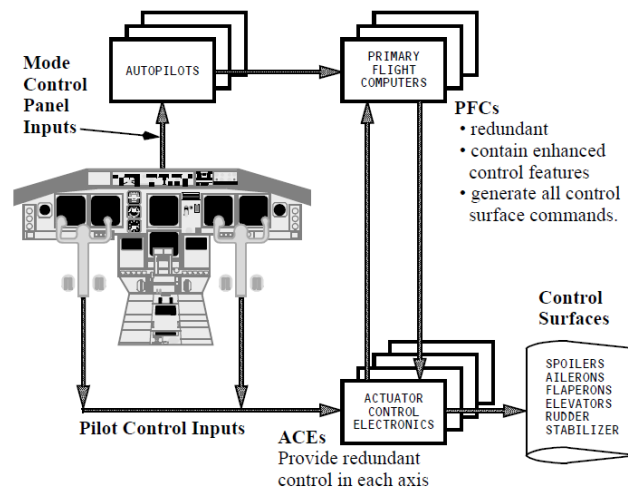 AUTOPILOTS
PRIMARY
FLIGHT
COMPUTERS
Mode
Control
Panel
Inputs
PFCs
• redundant
• contain enhanced
control features
• generate all control
surface commands.
Control
Surfaces
SPOILERS
AILERONS
FLAPERONS
ELEVATORS
RUDDER
STABILIZER
ACTUATOR
CONTROL
ELECTRONICS
Pilot Control Inputs
ACEs
Provide redundant
control in each axis